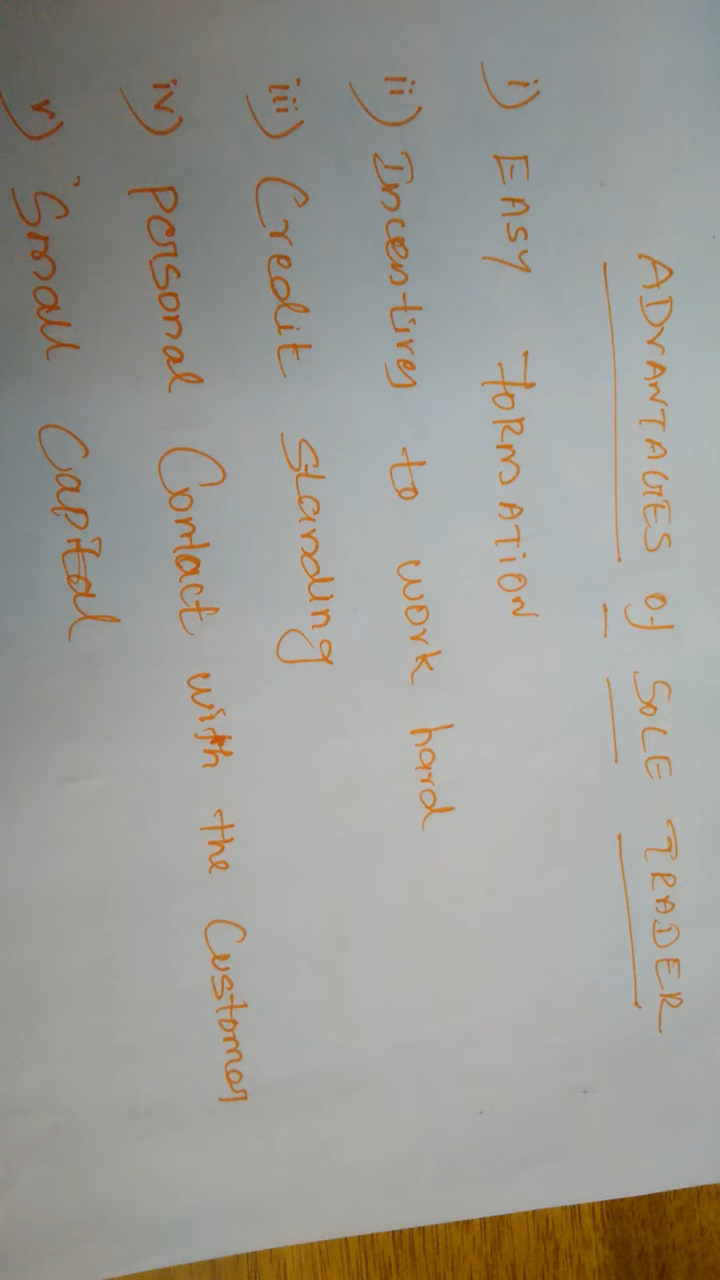 ADVANTAGES of SOLE TRADER
i) EASY FORMATION
ii) Incentives to work hard
iii) Credit standing
iv) personal Contact with the Customer
v) Small Capital